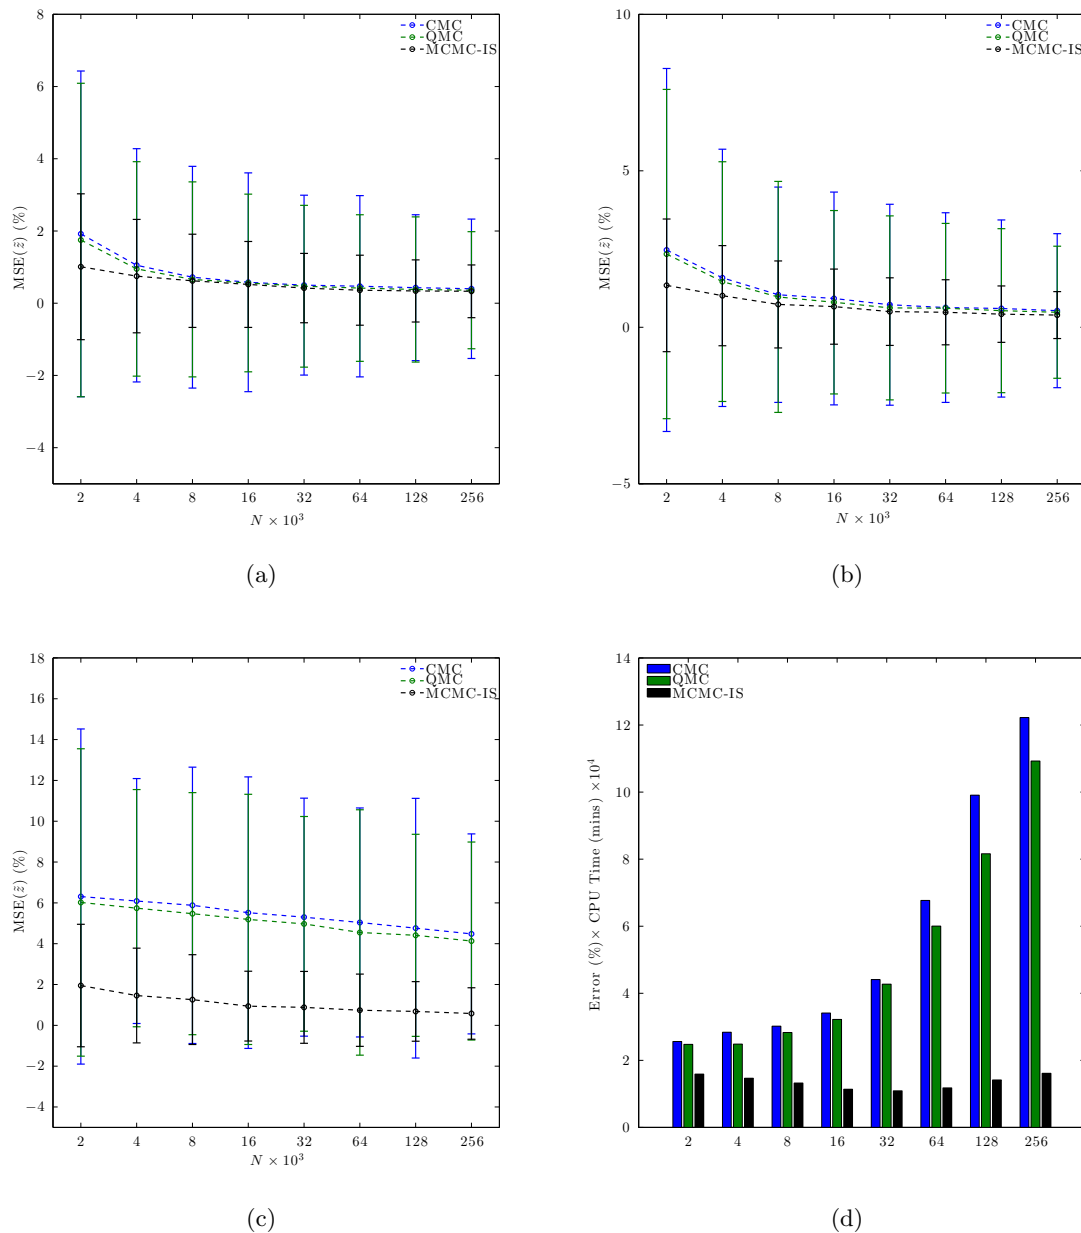 8
6
4
2
0
−2
−4
MSE(z̃) (%)
CMC
QMC
MCMC-IS
2 4 8 16 32 64 128 256
N × 10³
(a)
10
5
0
−5
MSE(z̃) (%)
CMC
QMC
MCMC-IS
2 4 8 16 32 64 128 256
N × 10³
(b)
18
16
14
12
10
8
6
4
2
0
−2
−4
MSE(z̃) (%)
CMC
QMC
MCMC-IS
2 4 8 16 32 64 128 256
N × 10³
(c)
14
12
10
8
6
4
2
0
Error (%)× CPU Time (mins) ×10⁴
CMC
QMC
MCMC-IS
2 4 8 16 32 64 128 256
(d)